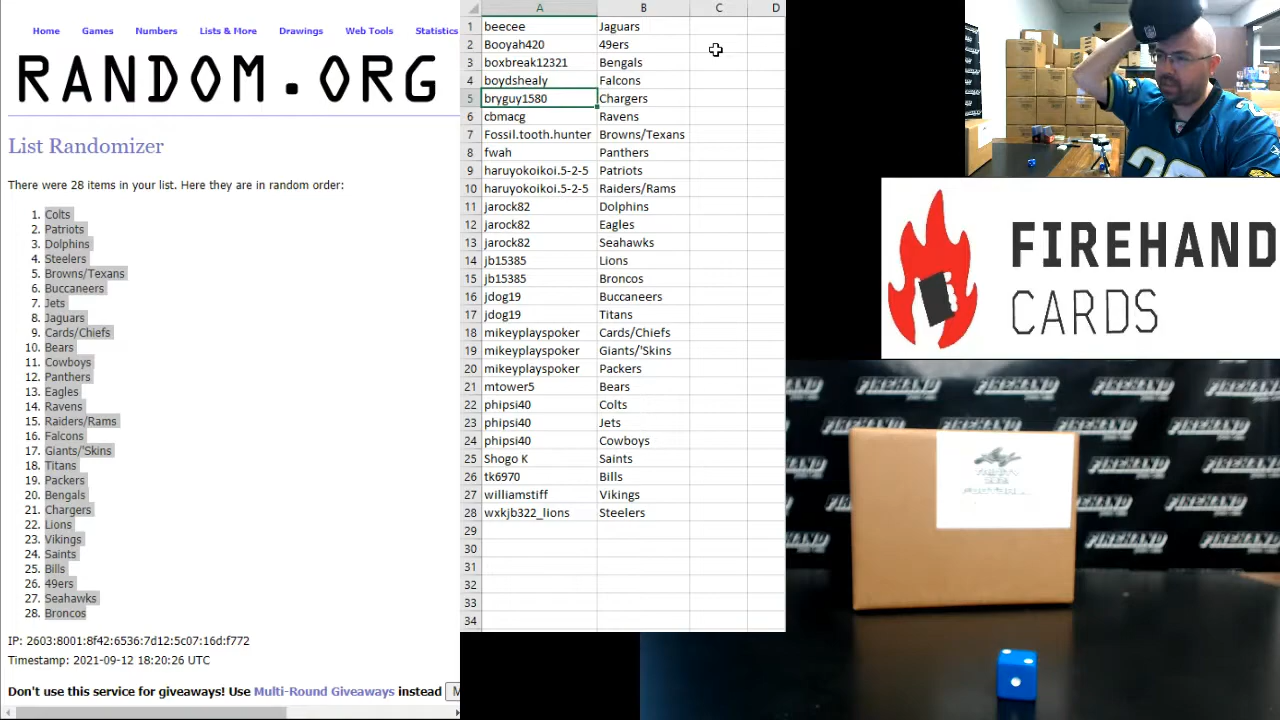 Home Games Numbers Lists & More Drawings Web Tools Statistics
RANDOM.ORG
List Randomizer
There were 28 items in your list. Here they are in random order:
1. Colts
2. Patriots
3. Dolphins
4. Steelers
5. Browns/Texans
6. Buccaneers
7. Jets
8. Jaguars
9. Cards/Chiefs
10. Bears
11. Cowboys
12. Panthers
13. Eagles
14. Ravens
15. Raiders/Rams
16. Falcons
17. Giants/'Skins
18. Titans
19. Packers
20. Bengals
21. Chargers
22. Lions
23. Vikings
24. Saints
25. Bills
26. 49ers
27. Seahawks
28. Broncos
IP: 2603:8001:8f42:6536:7d12:5c07:16d:f772
Timestamp: 2021-09-12 18:20:26 UTC
Don't use this service for giveaways! Use Multi-Round Giveaways instead
A B C D
1 beecee Jaguars
2 Booyah420 49ers
3 boxbreak12321 Bengals
4 boydshealy Falcons
5 bryguy1580 Chargers
6 cbmacg Ravens
7 Fossil.tooth.hunter Browns/Texans
8 fwah Panthers
9 haruyokoikoi.5-2-5 Patriots
10 haruyokoikoi.5-2-5 Raiders/Rams
11 jarock82 Dolphins
12 jarock82 Eagles
13 jarock82 Seahawks
14 jb15385 Lions
15 jb15385 Broncos
16 jdog19 Buccaneers
17 jdog19 Titans
18 mikeyplayspoker Cards/Chiefs
19 mikeyplayspoker Giants/'Skins
20 mikeyplayspoker Packers
21 mtower5 Bears
22 phipsi40 Colts
23 phipsi40 Jets
24 phipsi40 Cowboys
25 Shogo K Saints
26 tk6970 Bills
27 williamstiff Vikings
28 wxkjb322_lions Steelers
29
30
31
32
33
34
FIREHAND
CARDS
FIREHAND FIREHAND FIREHAND FIREHAND